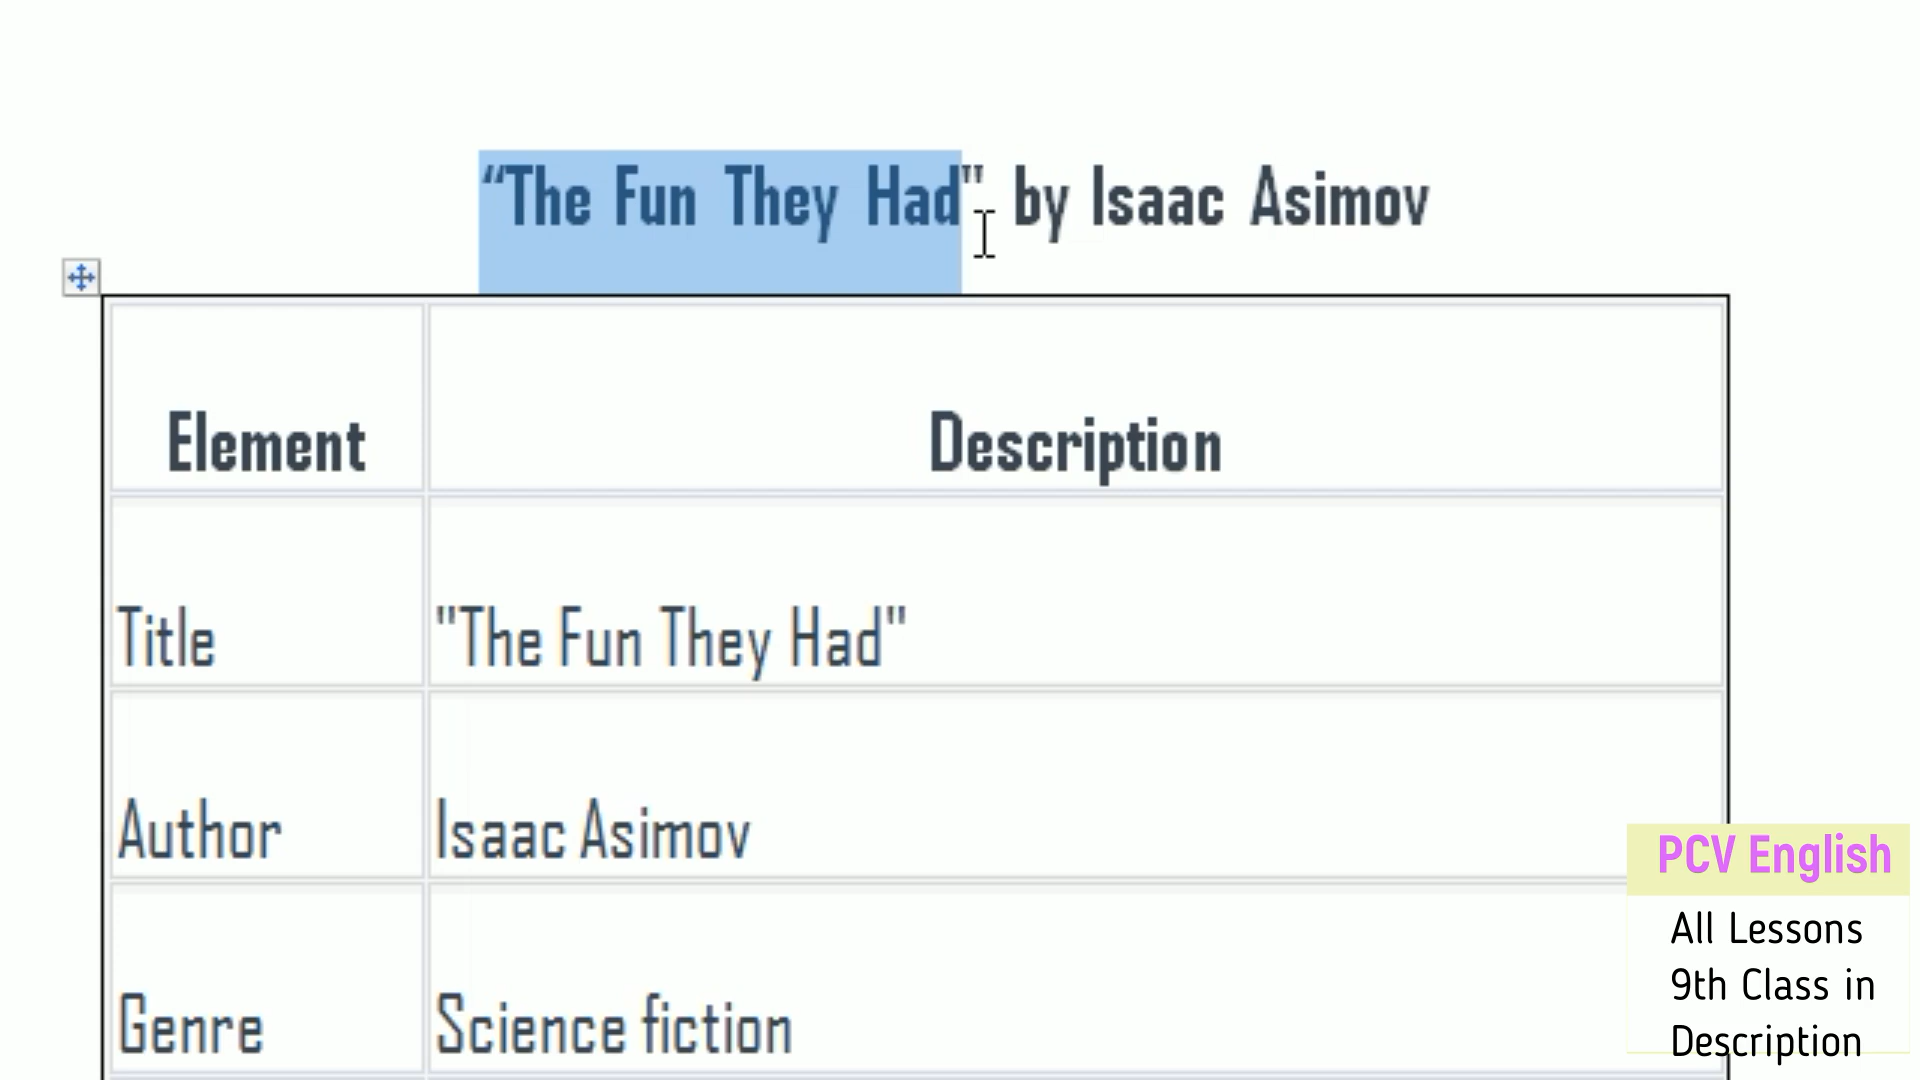 “The Fun They Had" by Isaac Asimov
Element Description
Title "The Fun They Had"
Author Isaac Asimov
Genre Science fiction
PCV English
All Lessons
9th Class in
Description